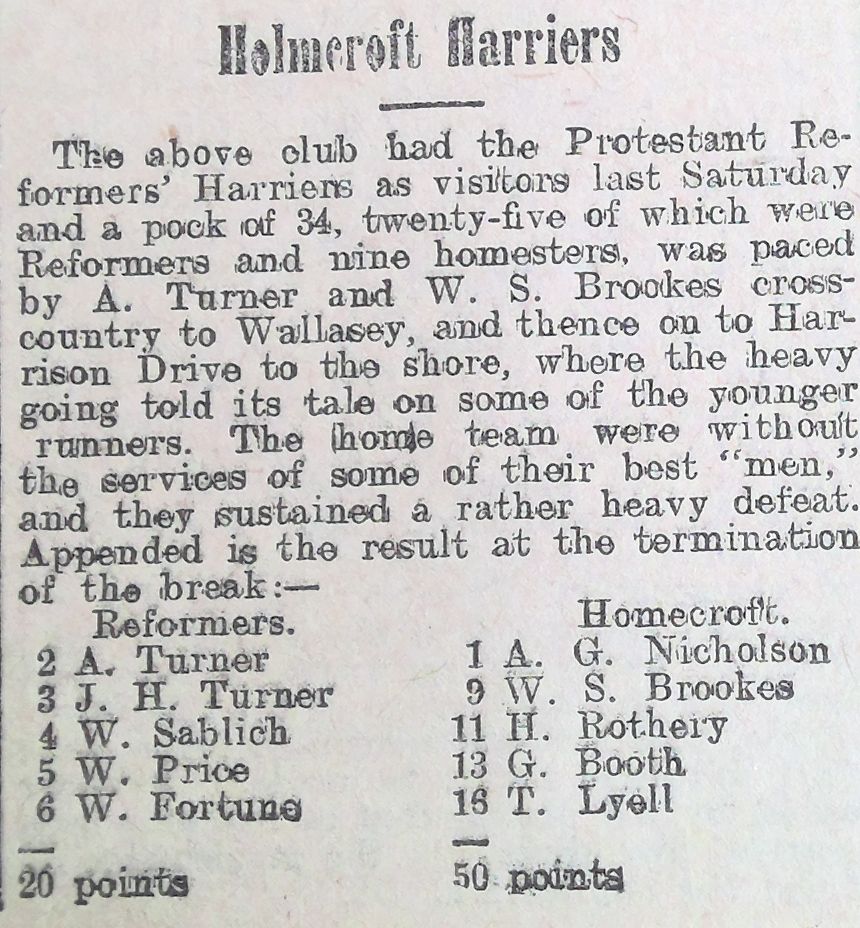 Holmcroft Harriers
The above club had the Protestant Re-
formers' Harriers as visitors last Saturday
and a pock of 34, twenty-five of which were
Reformers and nine homesters, was paced
by A. Turner and W. S. Brookes cross-
country to Wallasey, and thence on to Har-
rison Drive to the shore, where the heavy
going told its tale on some of the younger
runners. The home team were without
the services of some of their best "men,"
and they sustained a rather heavy defeat.
Appended is the result at the termination
of the break:—
Reformers.
2 A. Turner
3 J. H. Turner
4 W. Sablich
5 W. Price
6 W. Fortune
—
20 points
Homecroft.
1 A. G. Nicholson
9 W. S. Brookes
11 H. Rothery
13 G. Booth
16 T. Lyell
—
50 points